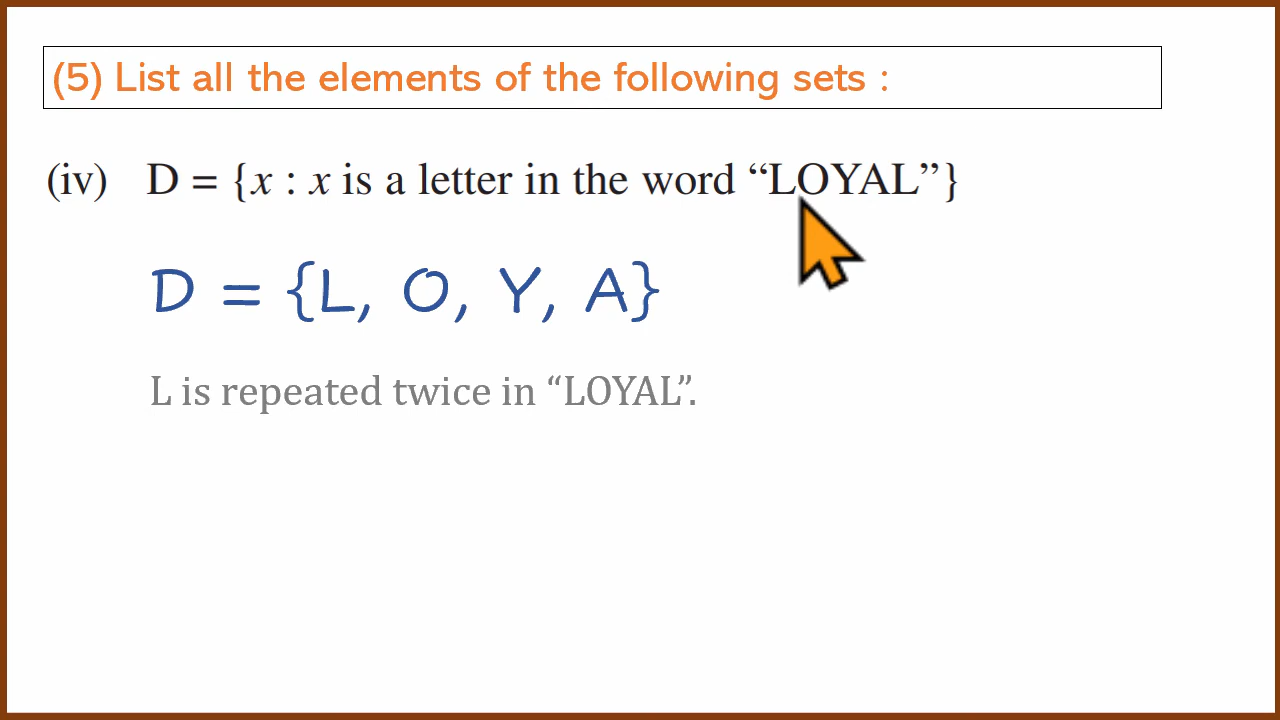 (5) List all the elements of the following sets :
(iv) D = {x : x is a letter in the word “LOYAL”}
D = {L, O, Y, A}
L is repeated twice in “LOYAL”.